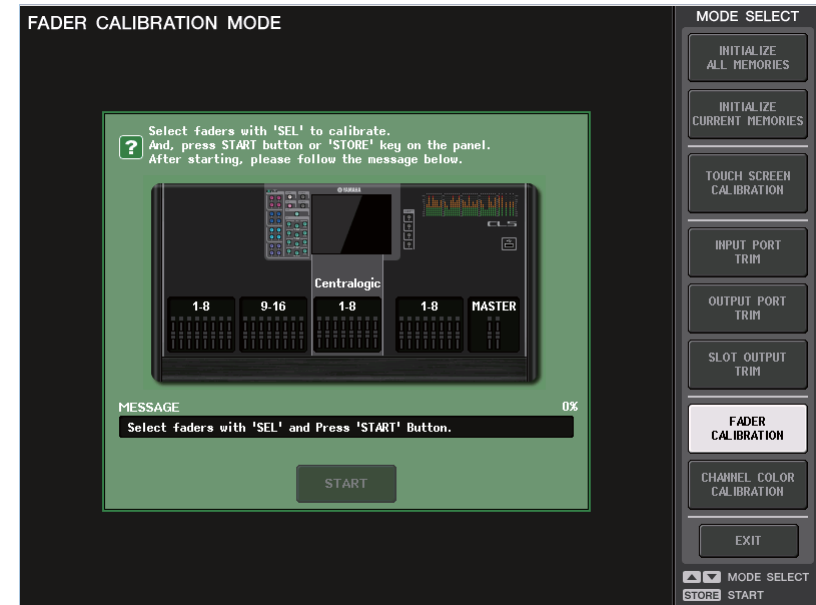 FADER CALIBRATION MODE
Select faders with 'SEL' to calibrate.
And, press START button or 'STORE' key on the panel.
After starting, please follow the message below.
?
YAMAHA
CL5
Centralogic
1-8
9-16
1-8
1-8
MASTER
MESSAGE
0%
Select faders with 'SEL' and Press 'START' Button.
START
MODE SELECT
INITIALIZE
ALL MEMORIES
INITIALIZE
CURRENT MEMORIES
TOUCH SCREEN
CALIBRATION
INPUT PORT
TRIM
OUTPUT PORT
TRIM
SLOT OUTPUT
TRIM
FADER
CALIBRATION
CHANNEL COLOR
CALIBRATION
EXIT
MODE SELECT
STORE START